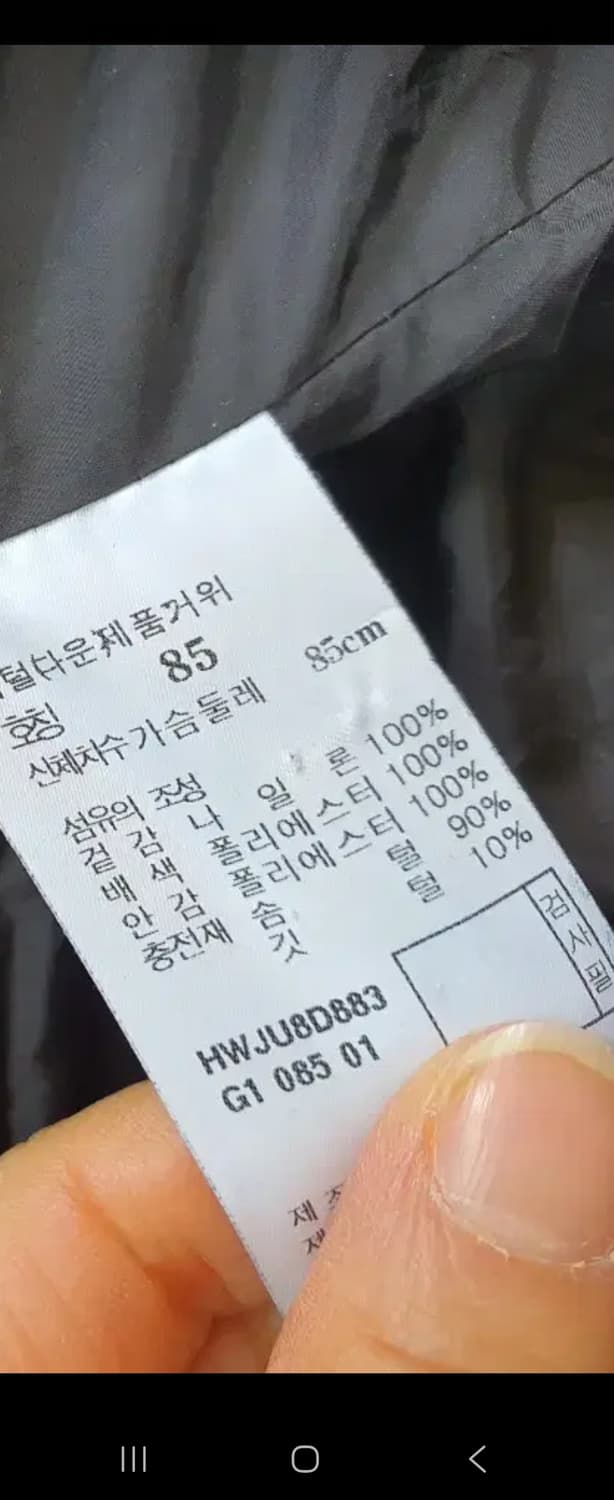 털(다운)제품거위
호칭 85
신체치수가슴둘레 85cm
섬유의 조성
겉 감 나 일 론 100%
배 색 폴리에스터 100%
안 감 폴리에스터 100%
충전재 솜 털 90%
깃 털 10%
검사필
HWJU8D883
G1 085 01
제